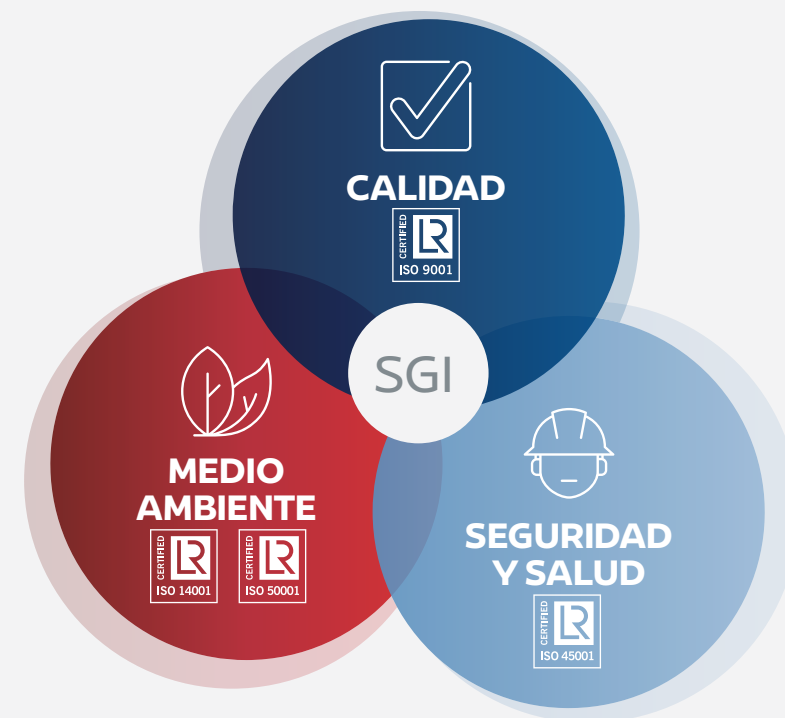 CALIDAD
CERTIFIED
LR
ISO 9001
SGI
MEDIO
AMBIENTE
CERTIFIED
LR
ISO 14001
CERTIFIED
LR
ISO 50001
SEGURIDAD
Y SALUD
CERTIFIED
LR
ISO 45001